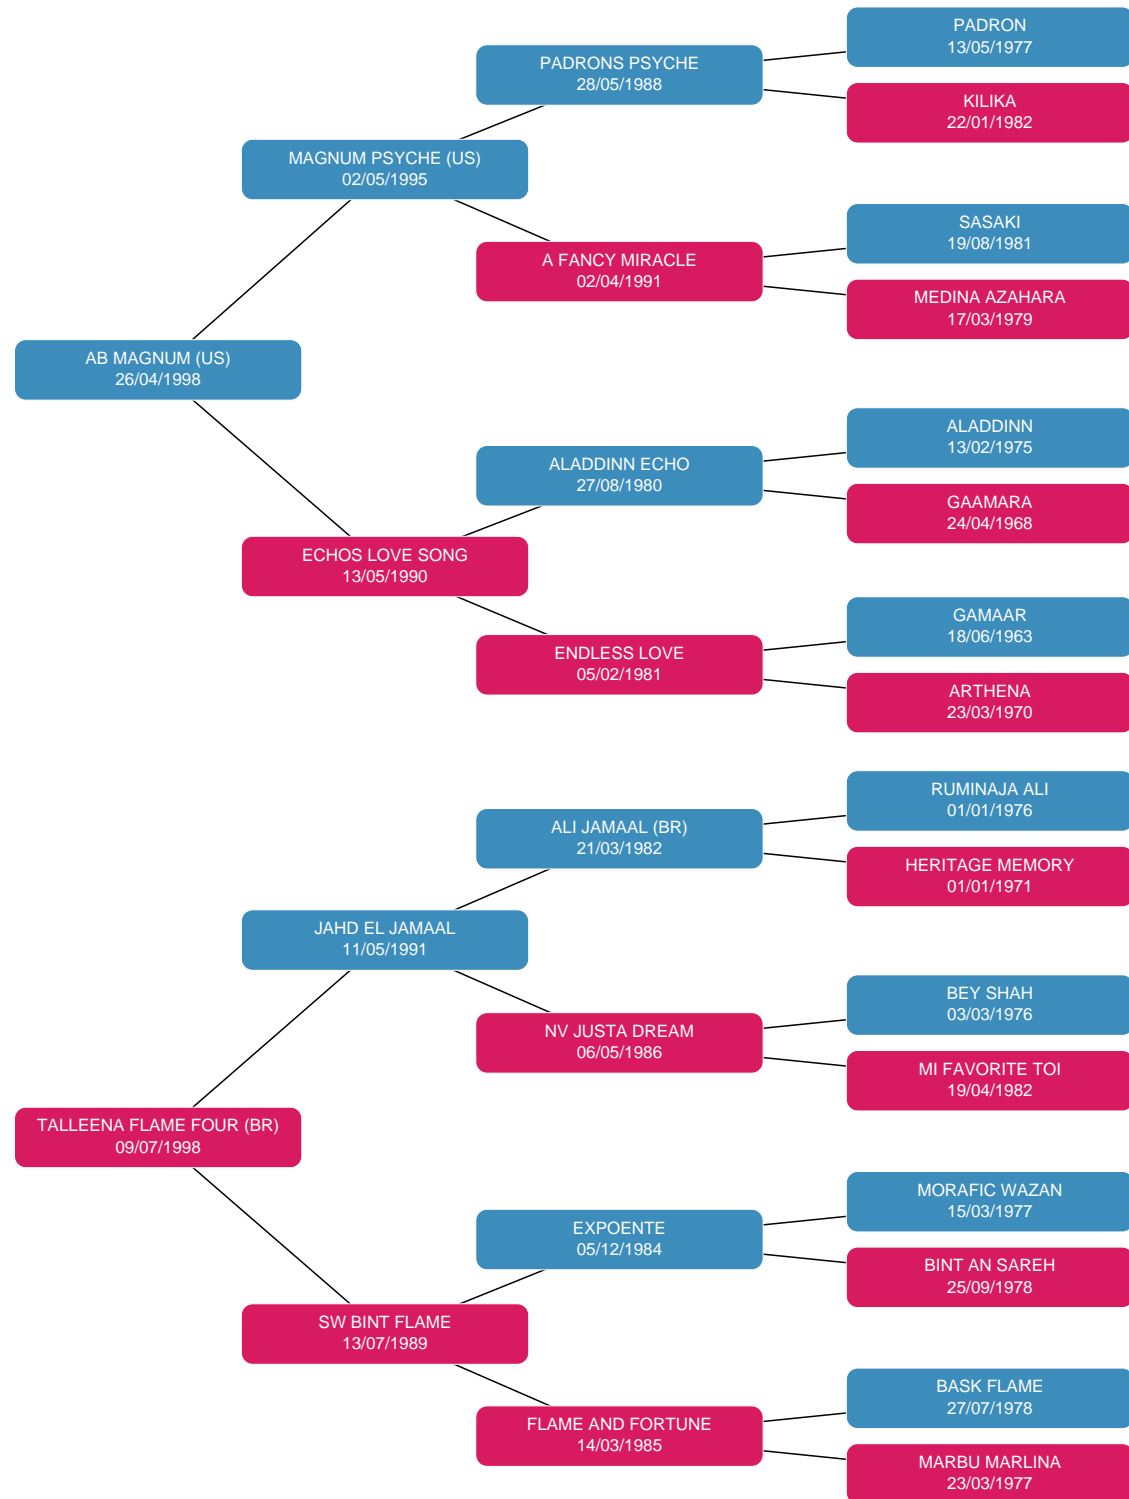 PADRON
13/05/1977
PADRONS PSYCHE
28/05/1988
KILIKA
22/01/1982
MAGNUM PSYCHE (US)
02/05/1995
SASAKI
19/08/1981
A FANCY MIRACLE
02/04/1991
MEDINA AZAHARA
17/03/1979
AB MAGNUM (US)
26/04/1998
ALADDINN
13/02/1975
ALADDINN ECHO
27/08/1980
GAAMARA
24/04/1968
ECHOS LOVE SONG
13/05/1990
GAMAAR
18/06/1963
ENDLESS LOVE
05/02/1981
ARTHENA
23/03/1970
RUMINAJA ALI
01/01/1976
ALI JAMAAL (BR)
21/03/1982
HERITAGE MEMORY
01/01/1971
JAHD EL JAMAAL
11/05/1991
BEY SHAH
03/03/1976
NV JUSTA DREAM
06/05/1986
MI FAVORITE TOI
19/04/1982
TALLEENA FLAME FOUR (BR)
09/07/1998
MORAFIC WAZAN
15/03/1977
EXPOENTE
05/12/1984
BINT AN SAREH
25/09/1978
SW BINT FLAME
13/07/1989
BASK FLAME
27/07/1978
FLAME AND FORTUNE
14/03/1985
MARBU MARLINA
23/03/1977